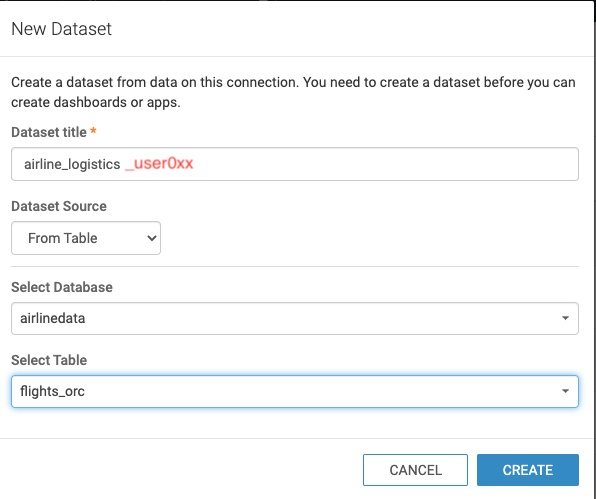 New Dataset
Create a dataset from data on this connection. You need to create a dataset before you can
create dashboards or apps.
Dataset title *
airline_logistics _user0xx
Dataset Source
From Table
Select Database
airlinedata
Select Table
flights_orc
CANCEL CREATE